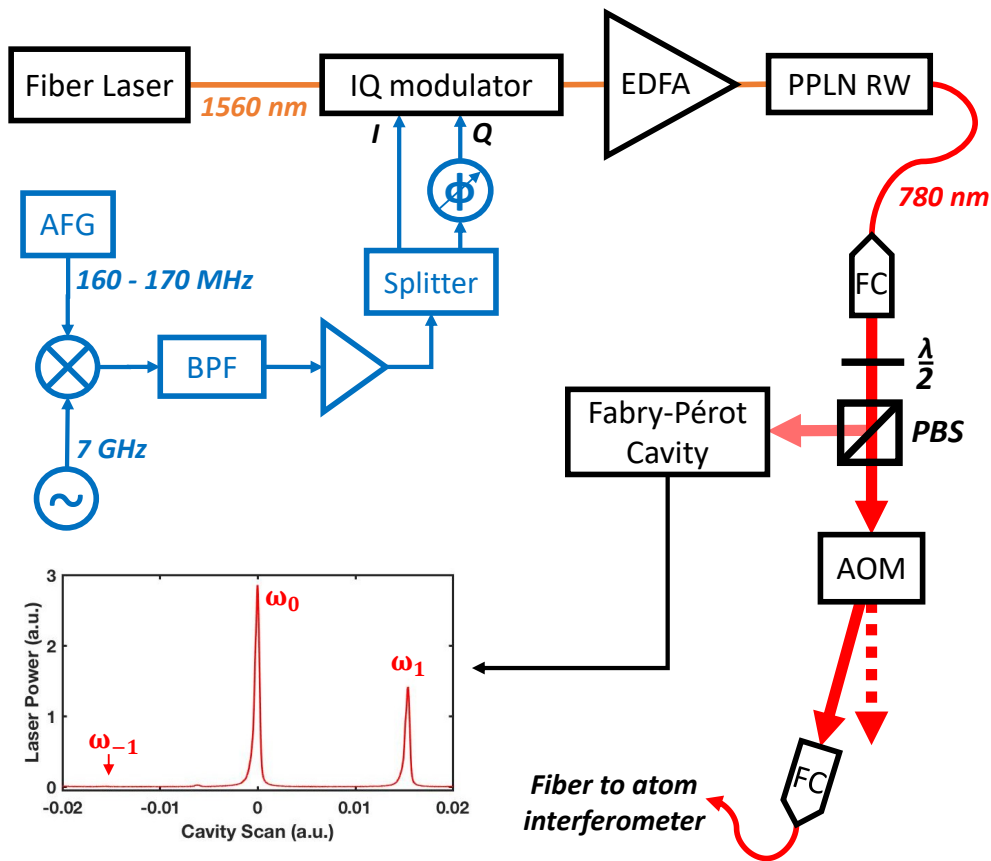 Fiber Laser
1560 nm
IQ modulator
EDFA
PPLN RW
I
Q
ϕ
780 nm
AFG
160 - 170 MHz
Splitter
FC
BPF
λ
2
7 GHz
Fabry-Pérot
Cavity
PBS
~
AOM
3
2
1
0
Laser Power (a.u.)
ω₀
ω₁
ω₋₁
-0.02
-0.01
0
0.01
0.02
Cavity Scan (a.u.)
FC
Fiber to atom
interferometer